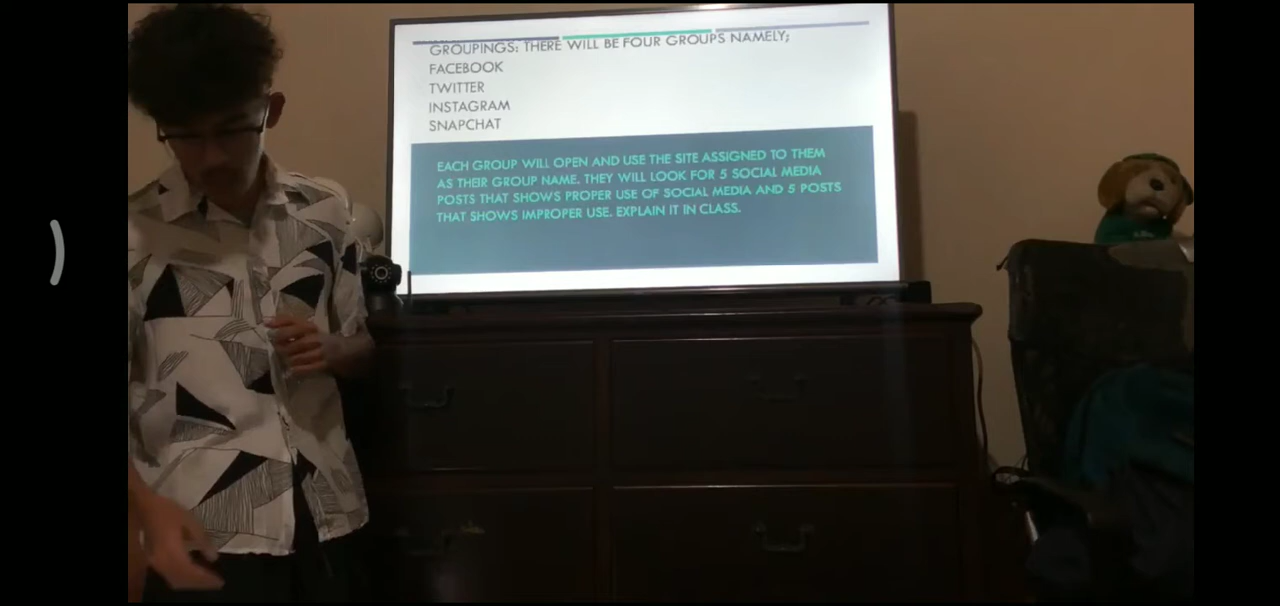 GROUPINGS: THERE WILL BE FOUR GROUPS NAMELY;
FACEBOOK
TWITTER
INSTAGRAM
SNAPCHAT
EACH GROUP WILL OPEN AND USE THE SITE ASSIGNED TO THEM
AS THEIR GROUP NAME. THEY WILL LOOK FOR 5 SOCIAL MEDIA
POSTS THAT SHOWS PROPER USE OF SOCIAL MEDIA AND 5 POSTS
THAT SHOWS IMPROPER USE. EXPLAIN IT IN CLASS.